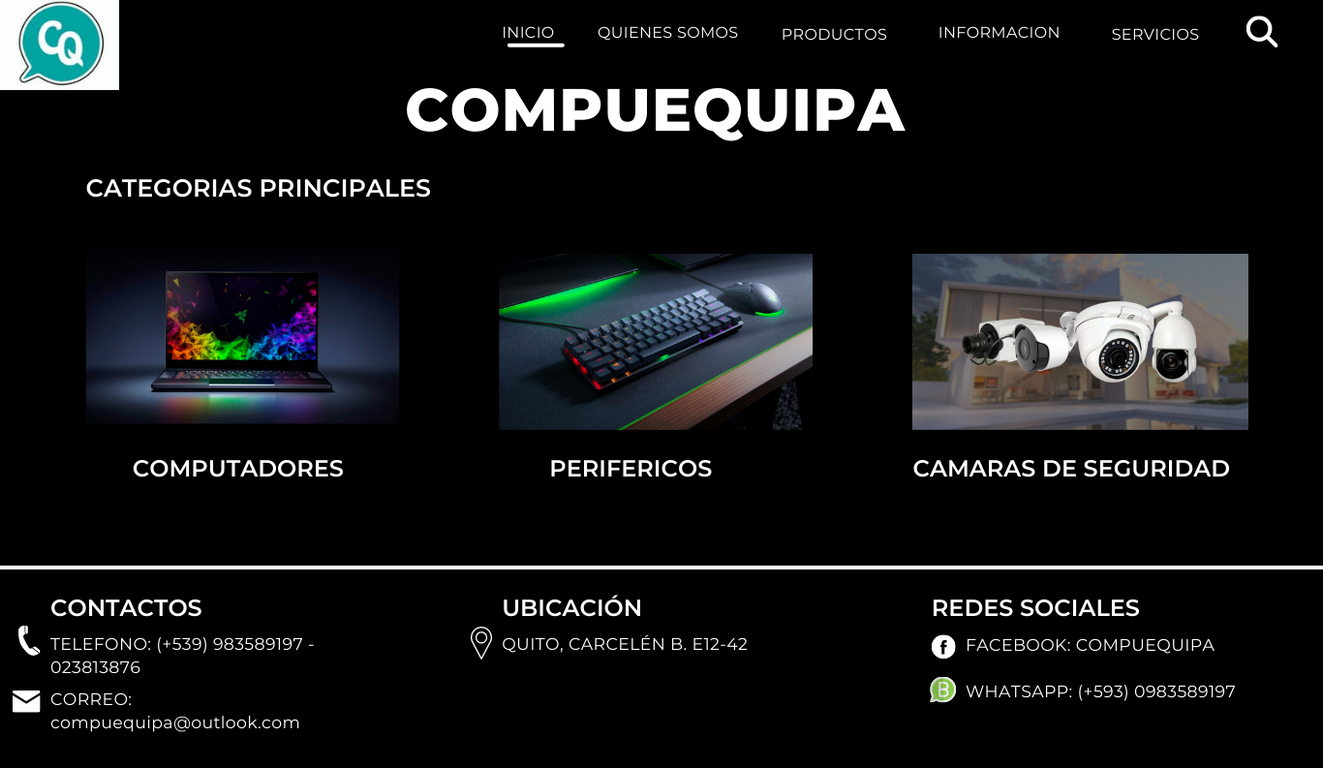 CQ
INICIO
QUIENES SOMOS
PRODUCTOS
INFORMACION
SERVICIOS
COMPUEQUIPA
CATEGORIAS PRINCIPALES
COMPUTADORES
PERIFERICOS
CAMARAS DE SEGURIDAD
CONTACTOS
TELEFONO: (+539) 983589197 -
023813876
CORREO:
compuequipa@outlook.com
UBICACIÓN
QUITO, CARCELÉN B. E12-42
REDES SOCIALES
f
FACEBOOK: COMPUEQUIPA
B
WHATSAPP: (+593) 0983589197